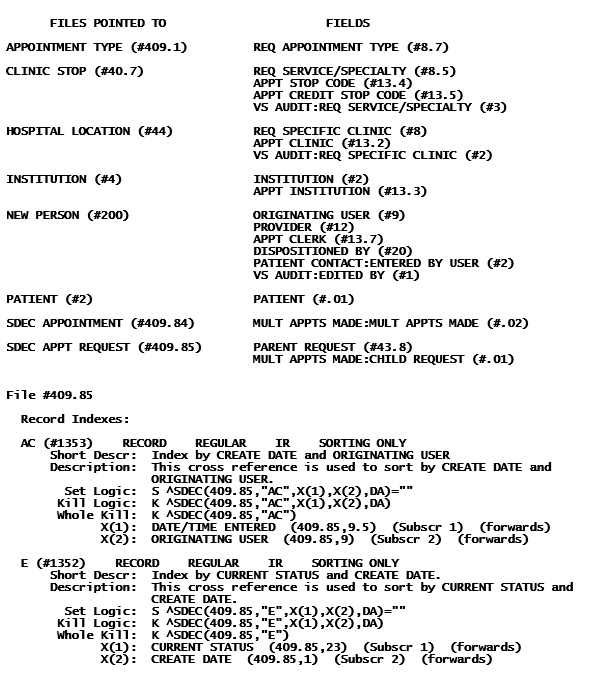 FILES POINTED TO                      FIELDS
APPOINTMENT TYPE (#409.1)         REQ APPOINTMENT TYPE (#8.7)
CLINIC STOP (#40.7)               REQ SERVICE/SPECIALTY (#8.5)
                                  APPT STOP CODE (#13.4)
                                  APPT CREDIT STOP CODE (#13.5)
                                  VS AUDIT:REQ SERVICE/SPECIALTY (#3)
HOSPITAL LOCATION (#44)           REQ SPECIFIC CLINIC (#8)
                                  APPT CLINIC (#13.2)
                                  VS AUDIT:REQ SPECIFIC CLINIC (#2)
INSTITUTION (#4)                  INSTITUTION (#2)
                                  APPT INSTITUTION (#13.3)
NEW PERSON (#200)                 ORIGINATING USER (#9)
                                  PROVIDER (#12)
                                  APPT CLERK (#13.7)
                                  DISPOSITIONED BY (#20)
                                  PATIENT CONTACT:ENTERED BY USER (#2)
                                  VS AUDIT:EDITED BY (#1)
PATIENT (#2)                      PATIENT (#.01)
SDEC APPOINTMENT (#409.84)        MULT APPTS MADE:MULT APPTS MADE (#.02)
SDEC APPT REQUEST (#409.85)       PARENT REQUEST (#43.8)
                                  MULT APPTS MADE:CHILD REQUEST (#.01)
File #409.85
  Record Indexes:
  AC (#1353)    RECORD    REGULAR    IR    SORTING ONLY
      Short Descr:  Index by CREATE DATE and ORIGINATING USER
      Description:  This cross reference is used to sort by CREATE DATE and
                    ORIGINATING USER.
        Set Logic:  S ^SDEC(409.85,"AC",X(1),X(2),DA)=""
       Kill Logic:  K ^SDEC(409.85,"AC",X(1),X(2),DA)
       Whole Kill:  K ^SDEC(409.85,"AC")
             X(1):  DATE/TIME ENTERED  (409.85,9.5)  (Subscr 1)  (forwards)
             X(2):  ORIGINATING USER  (409.85,9)  (Subscr 2)  (forwards)
  E (#1352)    RECORD    REGULAR    IR    SORTING ONLY
      Short Descr:  Index by CURRENT STATUS and CREATE DATE.
      Description:  This cross reference is used to sort by CURRENT STATUS and
                    CREATE DATE.
        Set Logic:  S ^SDEC(409.85,"E",X(1),X(2),DA)=""
       Kill Logic:  K ^SDEC(409.85,"E",X(1),X(2),DA)
       Whole Kill:  K ^SDEC(409.85,"E")
             X(1):  CURRENT STATUS  (409.85,23)  (Subscr 1)  (forwards)
             X(2):  CREATE DATE  (409.85,1)  (Subscr 2)  (forwards)